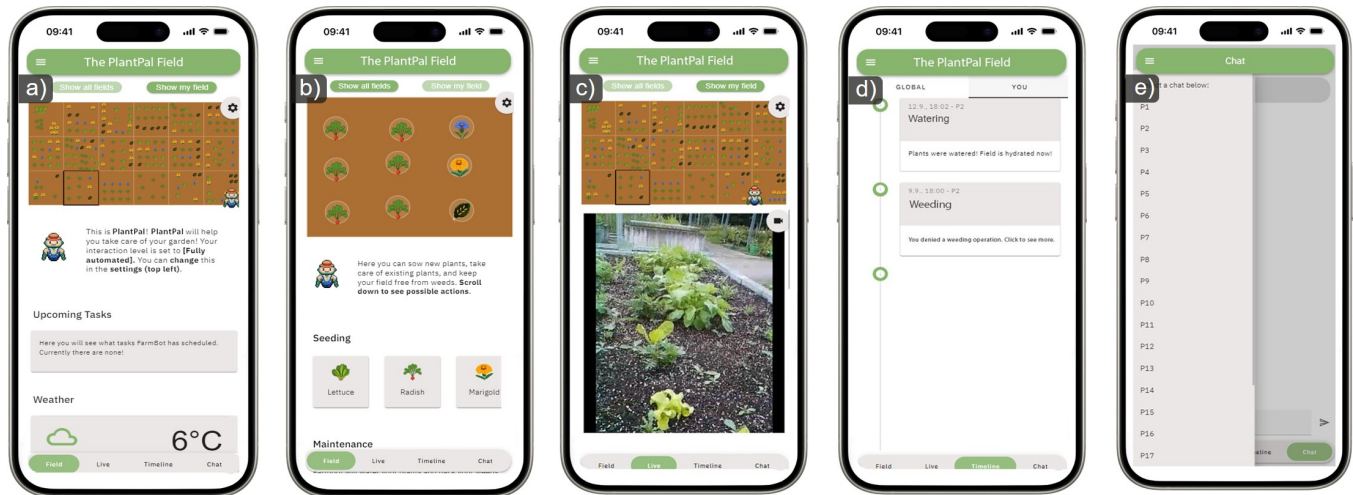 09:41
The PlantPal Field
a)
Show all fields
Show my field
This is PlantPal! PlantPal will help
you take care of your garden! Your
interaction level is set to [Fully
automated]. You can change this
in the settings (top left).
Upcoming Tasks
Here you will see what tasks FarmBot has scheduled.
Currently there are none!
Weather
6°C
Field
Live
Timeline
Chat
09:41
The PlantPal Field
b)
Show all fields
Show my field
Here you can sow new plants, take
care of existing plants, and keep
your field free from weeds. Scroll
down to see possible actions.
Seeding
Lettuce
Radish
Marigold
Maintenance
Field
Live
Timeline
Chat
09:41
The PlantPal Field
c)
Show all fields
Show my field
Field
Live
Timeline
Chat
09:41
The PlantPal Field
d)
GLOBAL
YOU
12.9., 18:02 - P2
Watering
Plants were watered! Field is hydrated now!
9.9., 18:00 - P2
Weeding
You denied a weeding operation. Click to see more.
Field
Live
Timeline
Chat
09:41
Chat
e)
t a chat below:
P1
P2
P3
P4
P5
P6
P7
P8
P9
P10
P11
P12
P13
P14
P15
P16
P17
Chat